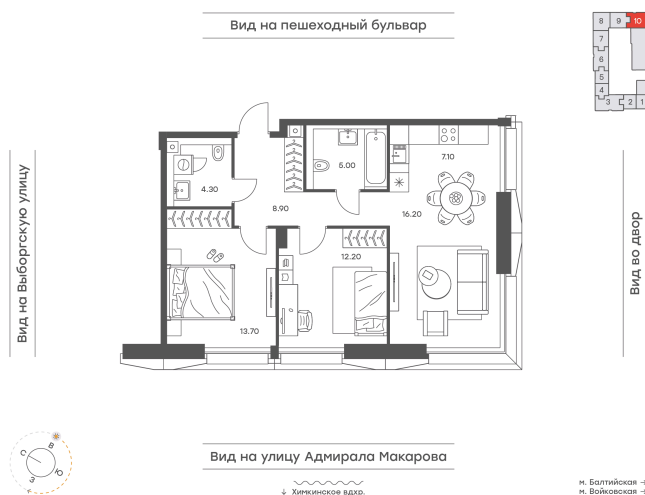 Вид на пешеходный бульвар
8
9
10
7
6
5
4
3
2
1
Вид на Выборгскую улицу
4.30
8.90
5.00
7.10
16.20
12.20
13.70
Вид во двор
Вид на улицу Адмирала Макарова
↓ Химкинское вдхр.
С
В
Ю
З
м. Балтийская →
м. Войковская →